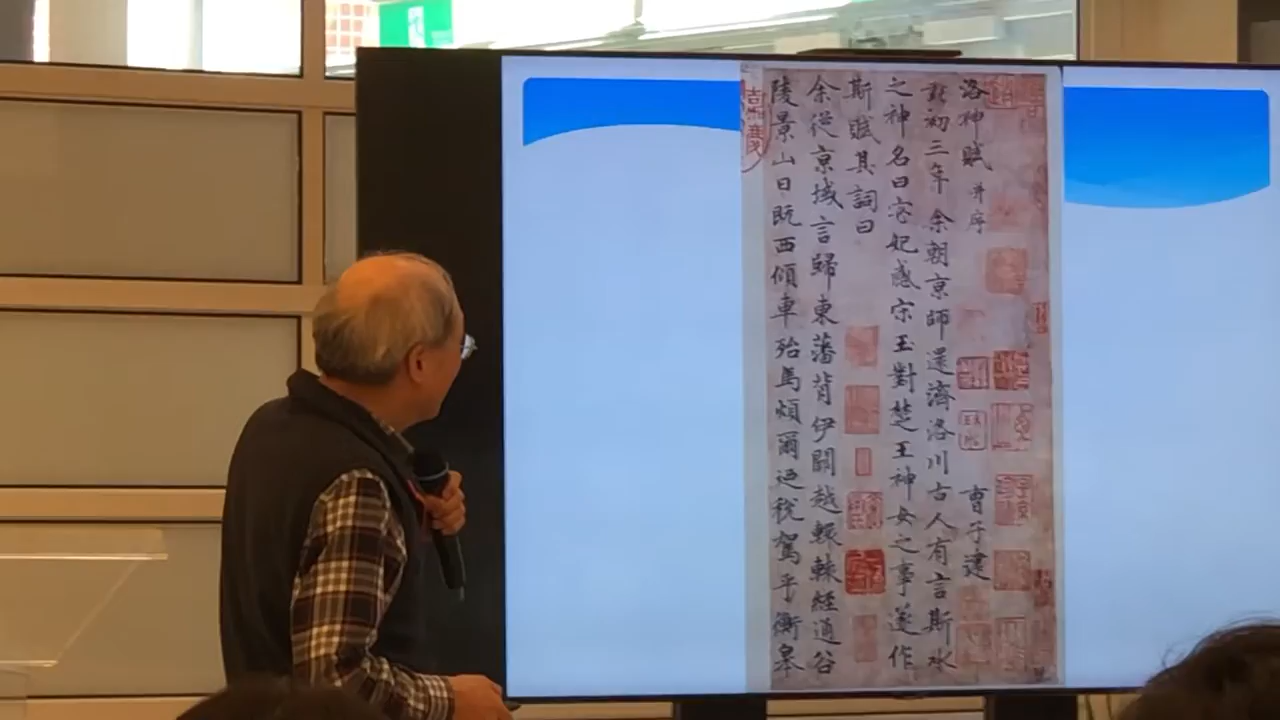 洛神賦 并序 曹子建
黃初三年余朝京師還濟洛川古人有言斯水
之神名曰宓妃感宋玉對楚王神女之事遂作
斯賦其詞曰
余從京域言歸東藩背伊闕越轘轅經通谷
陵景山日既西傾車殆馬煩爾迺稅駕乎衡皋